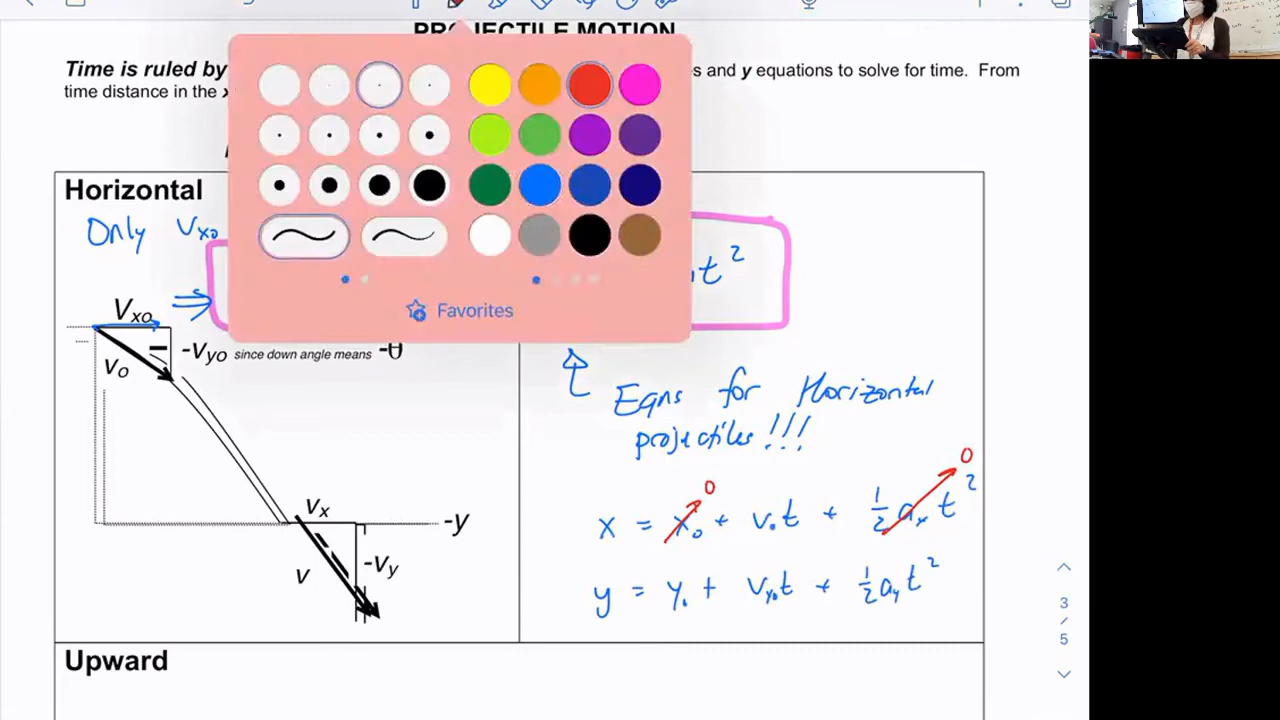 PROJECTILE MOTION
Time is ruled by s and y equations to solve for time. From
time distance in the x
Horizontal
Only Vxo
t²
Vxo
-Vyo since down angle means -θ
vo
Eqns for Horizontal
projectiles!!!
0
0
x = x₀ + v₀t + ½aₓt²
y = y₀ + vyₒt + ½a_yt²
vx
-y
-vy
v
3
/
5
Upward
Favorites